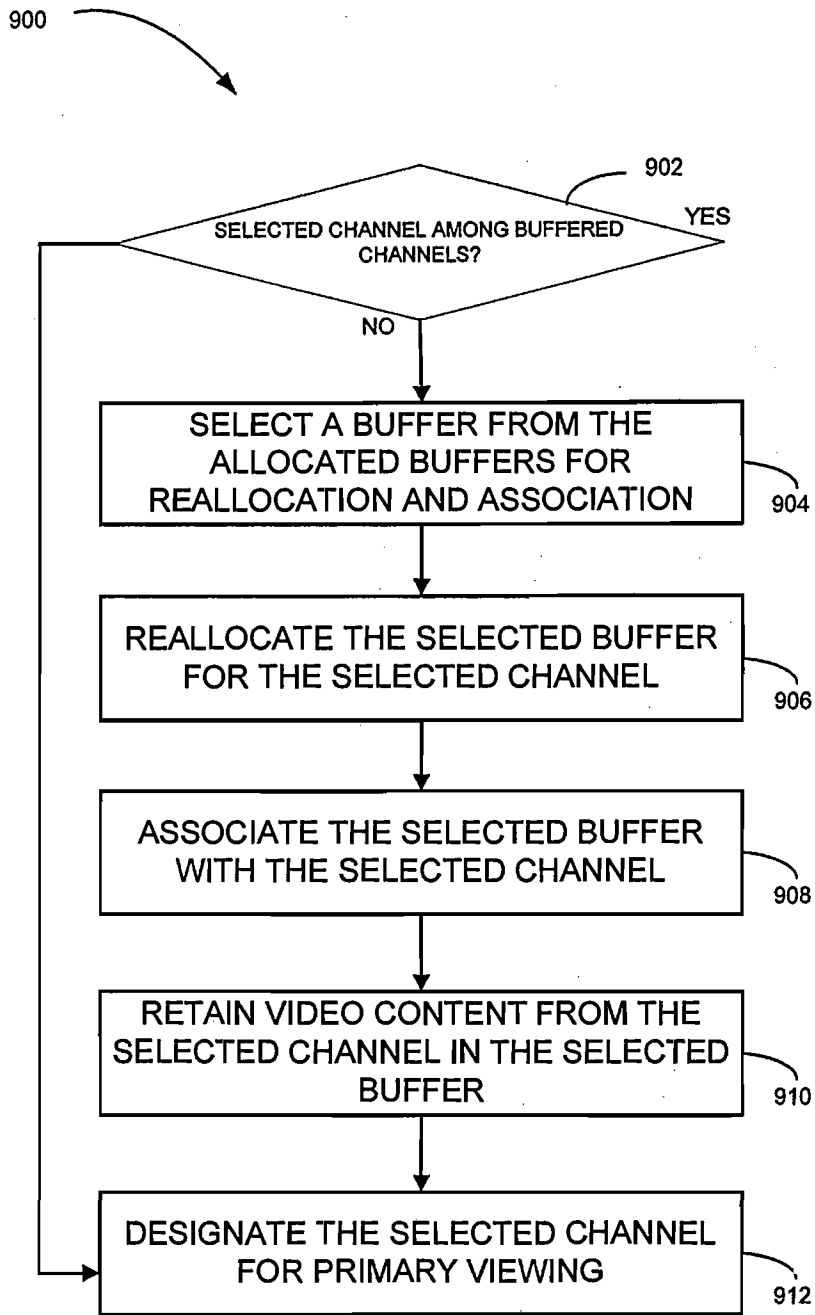 900
902
SELECTED CHANNEL AMONG BUFFERED
CHANNELS?
YES
NO
SELECT A BUFFER FROM THE
ALLOCATED BUFFERS FOR
REALLOCATION AND ASSOCIATION
904
REALLOCATE THE SELECTED BUFFER
FOR THE SELECTED CHANNEL
906
ASSOCIATE THE SELECTED BUFFER
WITH THE SELECTED CHANNEL
908
RETAIN VIDEO CONTENT FROM THE
SELECTED CHANNEL IN THE SELECTED
BUFFER
910
DESIGNATE THE SELECTED CHANNEL
FOR PRIMARY VIEWING
912